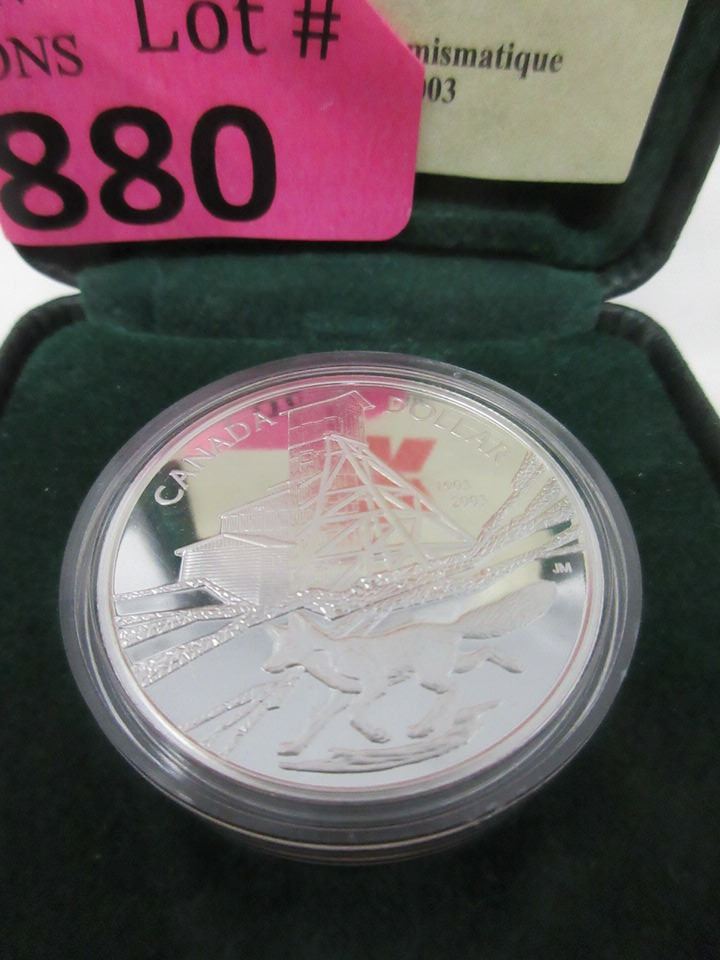 ONS
Lot #
880
mismatique
003
CANADA DOLLAR
1903
2003
JM